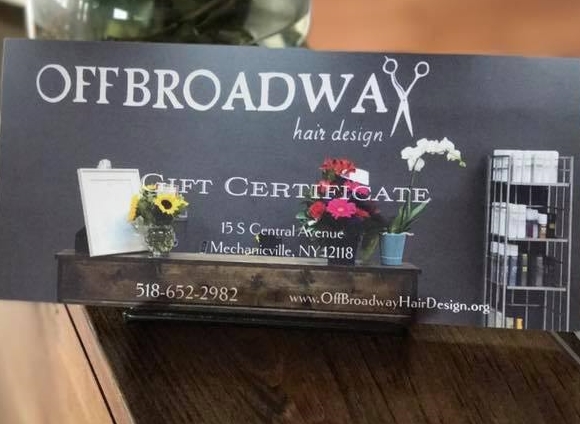 OFFBROADWAY
hair design
GIFT CERTIFICATE
15 S Central Avenue
Mechanicville, NY 12118
518-652-2982
www.OffBroadwayHairDesign.org